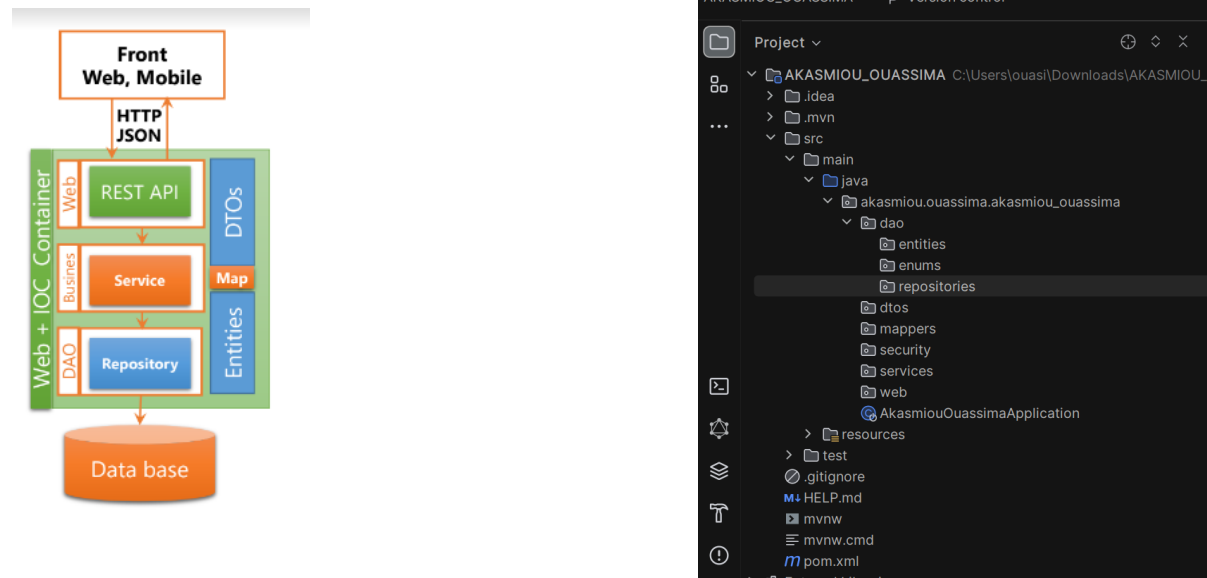 Front
Web, Mobile
HTTP
JSON
Web + IOC Container
Web
REST API
DTOs
Busines
Service
Map
DAO
Repository
Entities
Data base
Project
AKASMIOU_OUASSIMA C:\Users\ouasi\Downloads\AKASMIOU_
.idea
.mvn
src
main
java
akasmiou.ouassima.akasmiou_ouassima
dao
entities
enums
repositories
dtos
mappers
security
services
web
AkasmiouOuassimaApplication
resources
test
.gitignore
M↓ HELP.md
mvnw
mvnw.cmd
m pom.xml